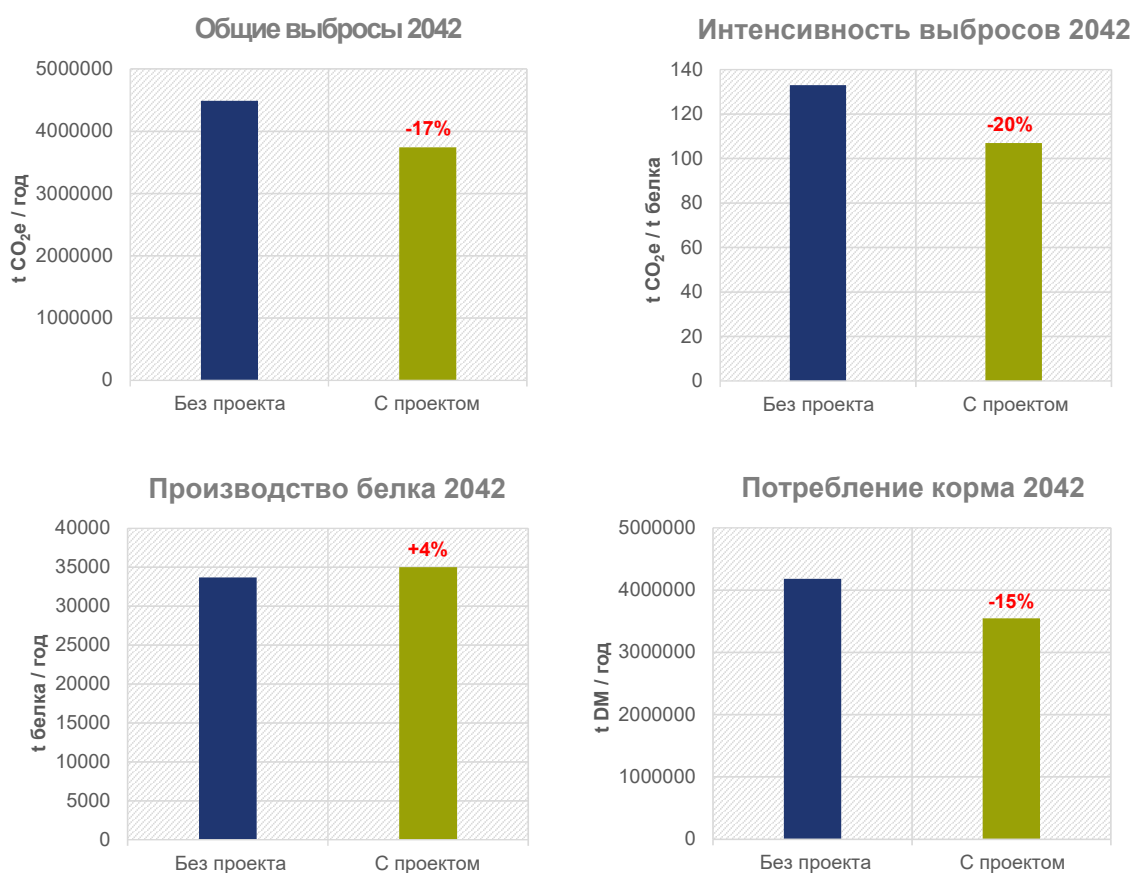 Общие выбросы 2042
t CO₂e / год
5000000
4000000
3000000
2000000
1000000
0
-17%
Без проекта
С проектом
Интенсивность выбросов 2042
t CO₂e / t белка
140
120
100
80
60
40
20
0
-20%
Без проекта
С проектом
Производство белка 2042
t белка / год
40000
35000
30000
25000
20000
15000
10000
5000
0
+4%
Без проекта
С проектом
Потребление корма 2042
t DM / год
5000000
4000000
3000000
2000000
1000000
0
-15%
Без проекта
С проектом